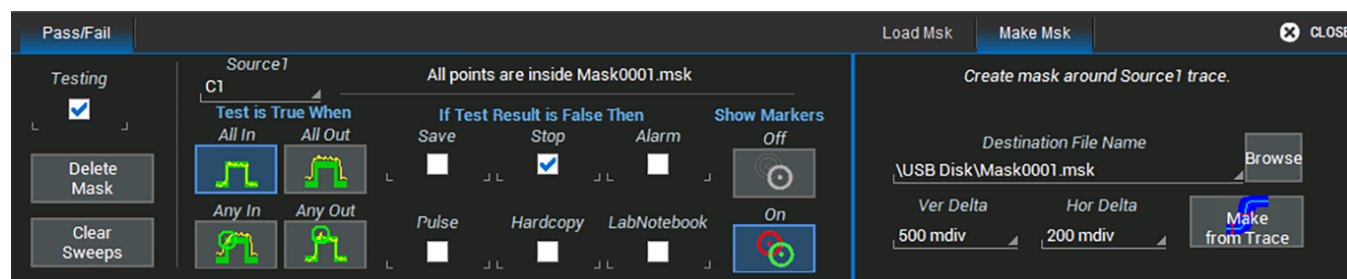 Pass/Fail
Load Msk
Make Msk
CLOSE
Testing
Source1
C1
All points are inside Mask0001.msk
Create mask around Source1 trace.
Test is True When
If Test Result is False Then
Show Markers
All In
All Out
Save
Stop
Alarm
Off
Destination File Name
\USB Disk\Mask0001.msk
Browse
Delete
Mask
Any In
Any Out
Pulse
Hardcopy
LabNotebook
On
Ver Delta
Hor Delta
500 mdiv
200 mdiv
Make
from Trace
Clear
Sweeps